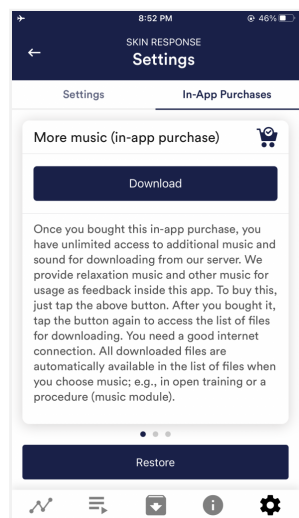 8:52 PM
46%
SKIN RESPONSE
Settings
Settings
In-App Purchases
More music (in-app purchase)
Download
Once you bought this in-app purchase, you
have unlimited access to additional music and
sound for downloading from our server. We
provide relaxation music and other music for
usage as feedback inside this app. To buy this,
just tap the above button. After you bought it,
tap the button again to access the list of files
for downloading. You need a good internet
connection. All downloaded files are
automatically available in the list of files when
you choose music; e.g., in open training or a
procedure (music module).
Restore